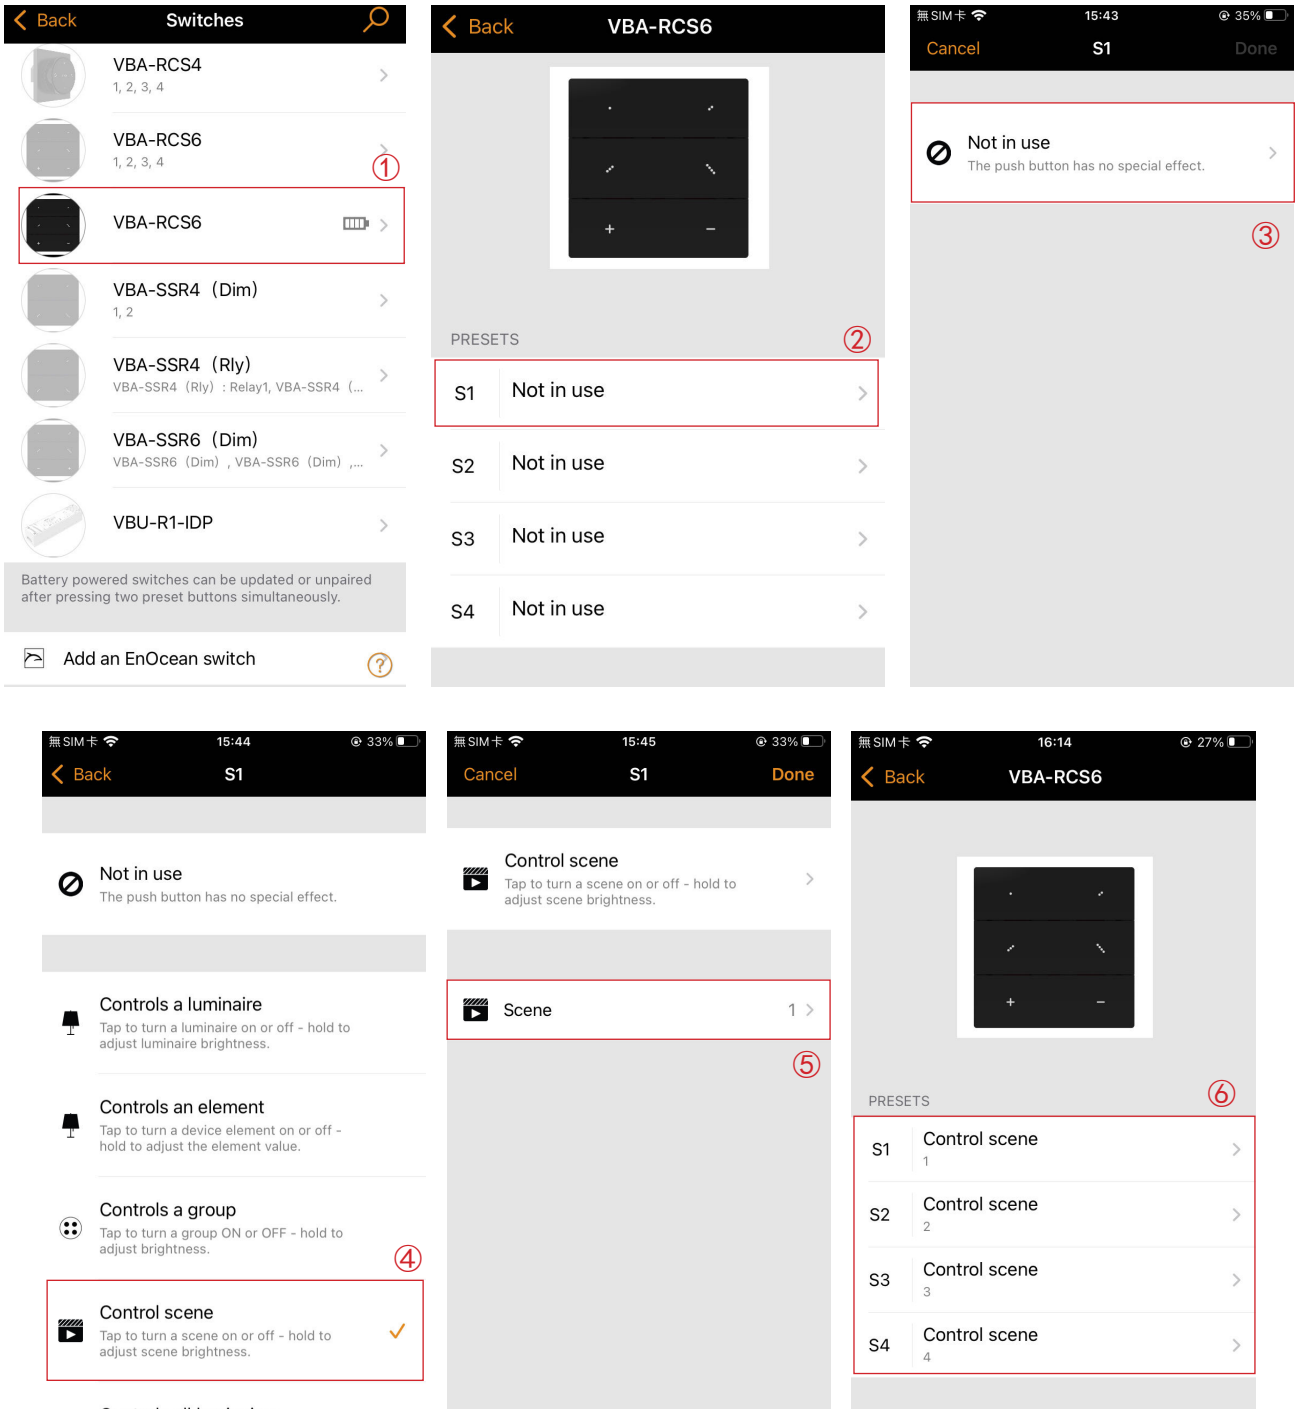 Back
Switches
VBA-RCS4
1, 2, 3, 4
VBA-RCS6
1, 2, 3, 4
①
VBA-RCS6
VBA-SSR4（Dim）
1, 2
VBA-SSR4（Rly）
VBA-SSR4（Rly）: Relay1, VBA-SSR4（...
VBA-SSR6（Dim）
VBA-SSR6（Dim）, VBA-SSR6（Dim）,...
VBU-R1-IDP
Battery powered switches can be updated or unpaired
after pressing two preset buttons simultaneously.
Add an EnOcean switch
?
Back
VBA-RCS6
+ −
PRESETS
②
S1 Not in use
S2 Not in use
S3 Not in use
S4 Not in use
無SIM卡 15:43 35%
Cancel S1 Done
Not in use
The push button has no special effect.
③
無SIM卡 15:44 33%
Back S1
Not in use
The push button has no special effect.
Controls a luminaire
Tap to turn a luminaire on or off - hold to
adjust luminaire brightness.
Controls an element
Tap to turn a device element on or off -
hold to adjust the element value.
Controls a group
Tap to turn a group ON or OFF - hold to
adjust brightness.
④
Control scene
Tap to turn a scene on or off - hold to
adjust scene brightness.
無SIM卡 15:45 33%
Cancel S1 Done
Control scene
Tap to turn a scene on or off - hold to
adjust scene brightness.
Scene 1
⑤
無SIM卡 16:14 27%
Back VBA-RCS6
+ −
PRESETS
⑥
S1 Control scene
1
S2 Control scene
2
S3 Control scene
3
S4 Control scene
4